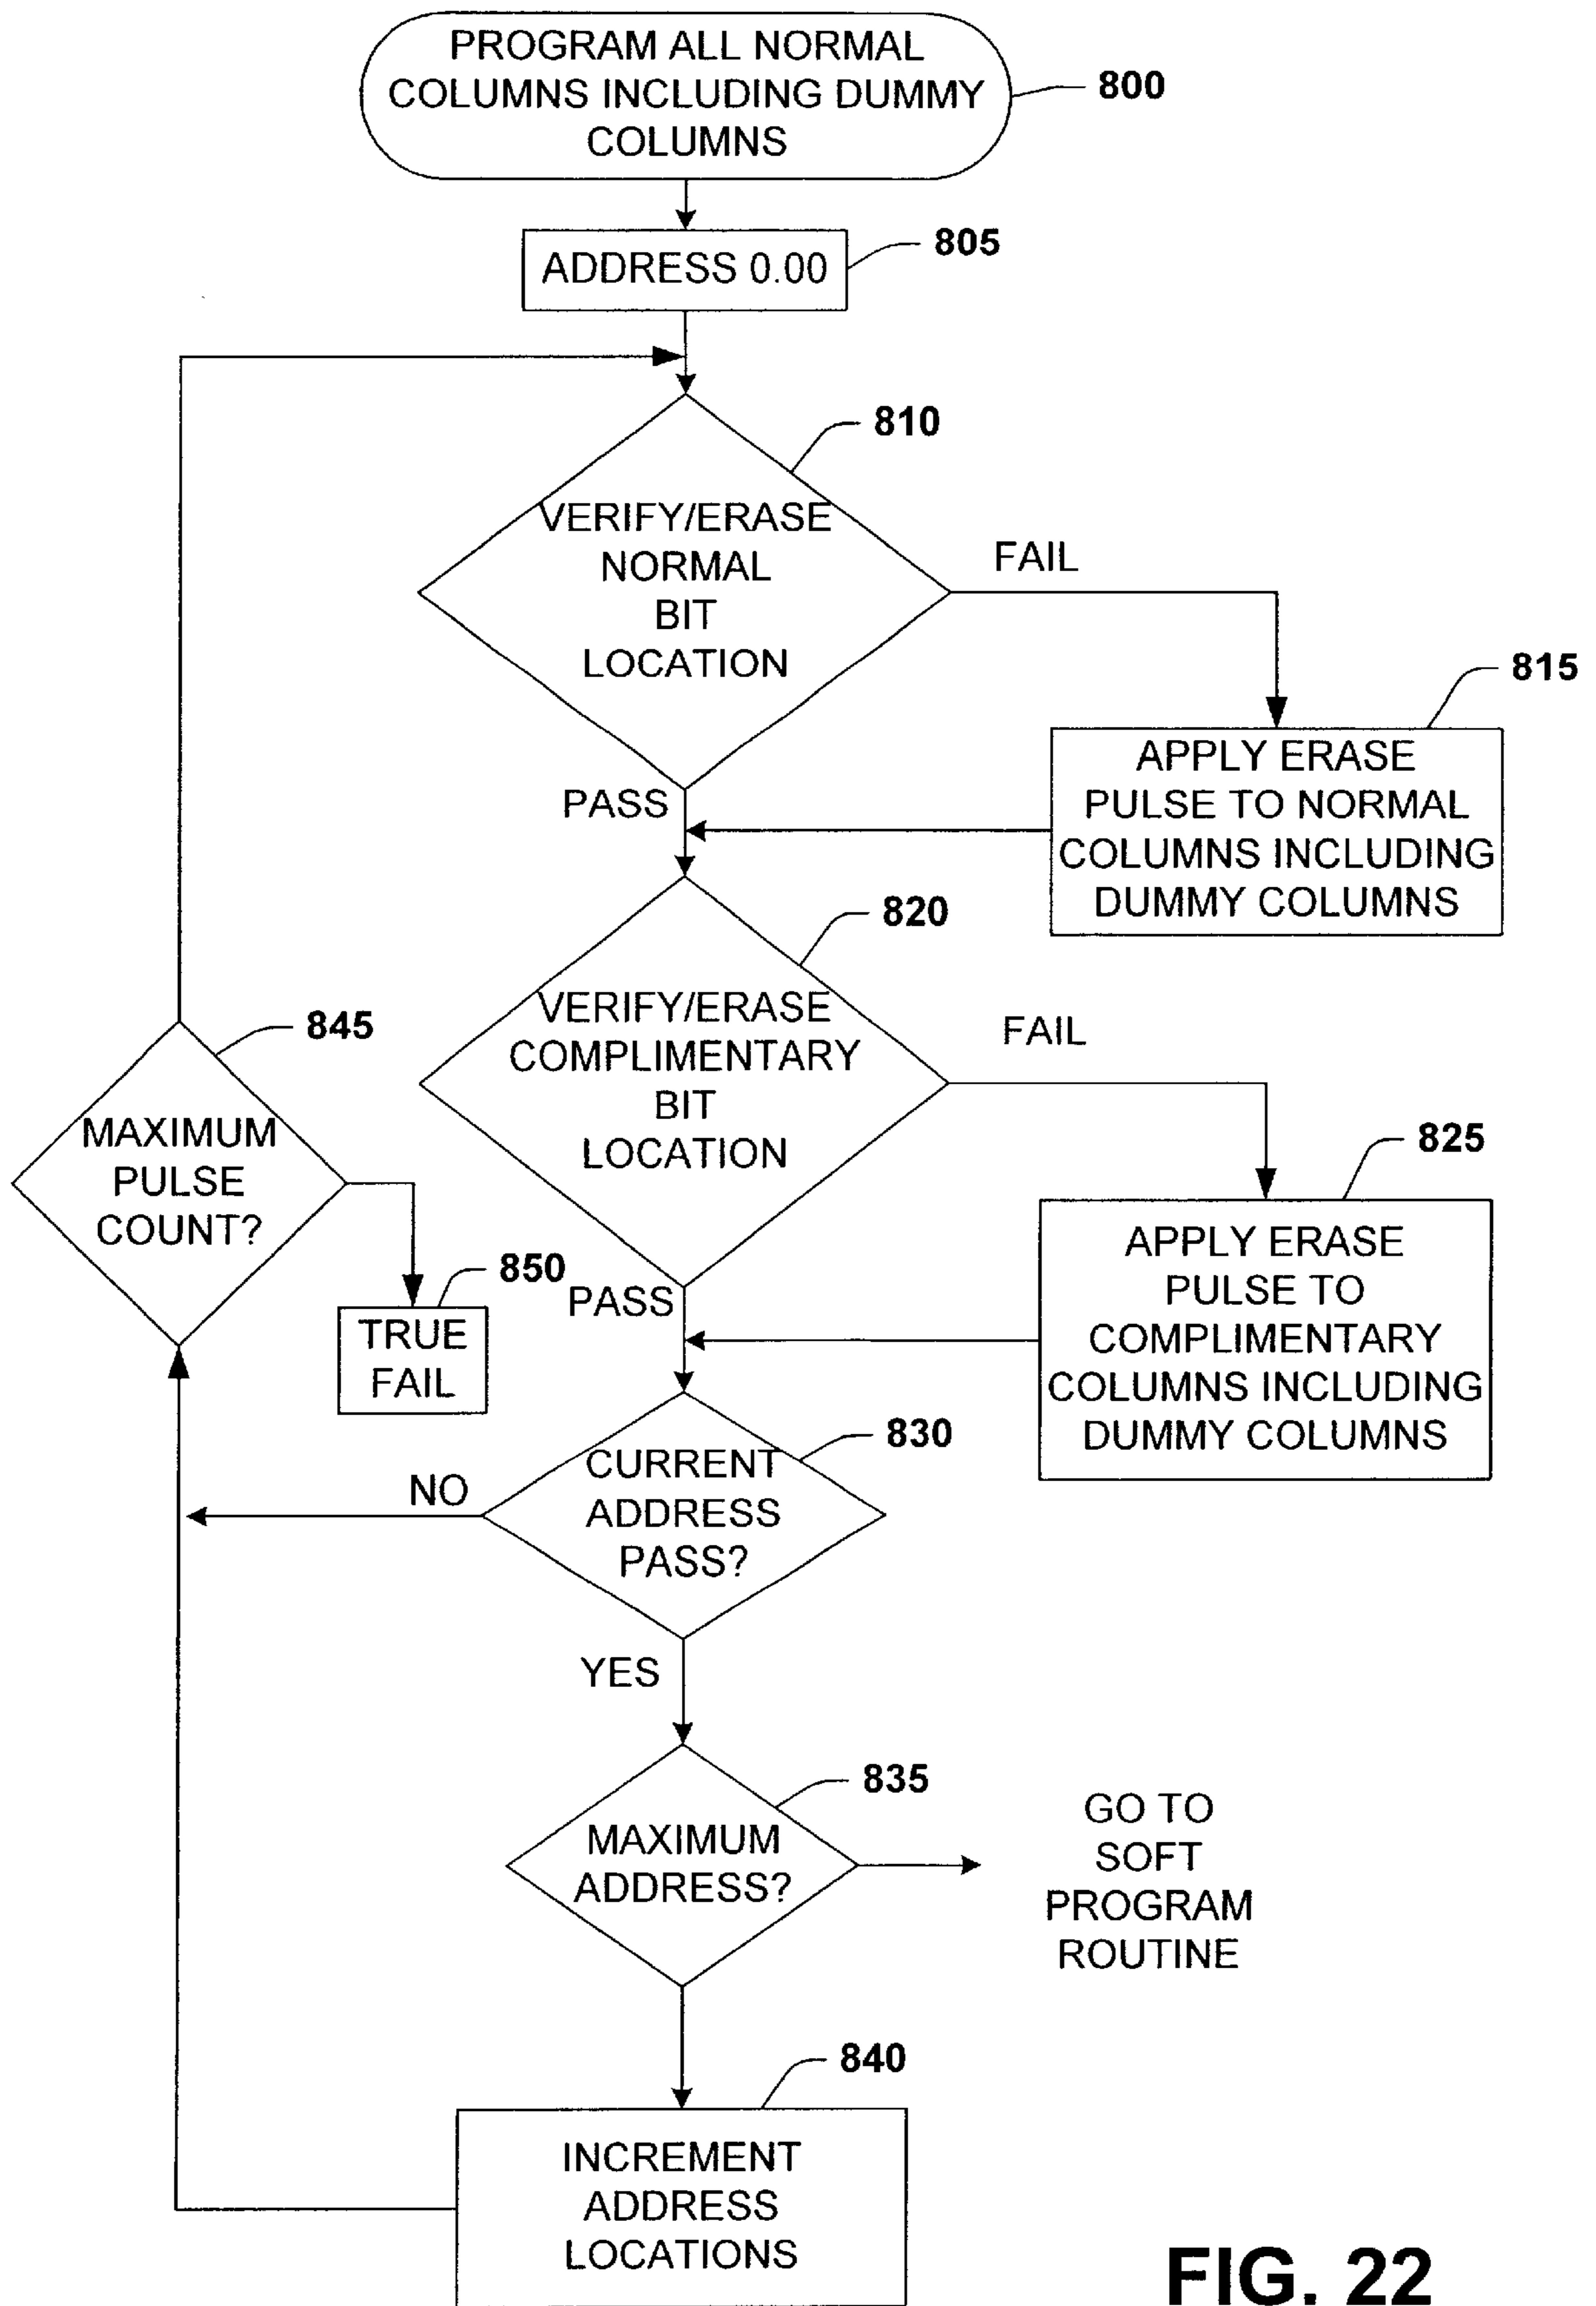 PROGRAM ALL NORMAL
COLUMNS INCLUDING DUMMY
COLUMNS
800
ADDRESS 0.00
805
VERIFY/ERASE
NORMAL
BIT
LOCATION
810
FAIL
PASS
APPLY ERASE
PULSE TO NORMAL
COLUMNS INCLUDING
DUMMY COLUMNS
815
VERIFY/ERASE
COMPLIMENTARY
BIT
LOCATION
820
FAIL
PASS
APPLY ERASE
PULSE TO
COMPLIMENTARY
COLUMNS INCLUDING
DUMMY COLUMNS
825
MAXIMUM
PULSE
COUNT?
845
TRUE
FAIL
850
CURRENT
ADDRESS
PASS?
830
NO
YES
MAXIMUM
ADDRESS?
835
GO TO
SOFT
PROGRAM
ROUTINE
INCREMENT
ADDRESS
LOCATIONS
840
FIG. 22